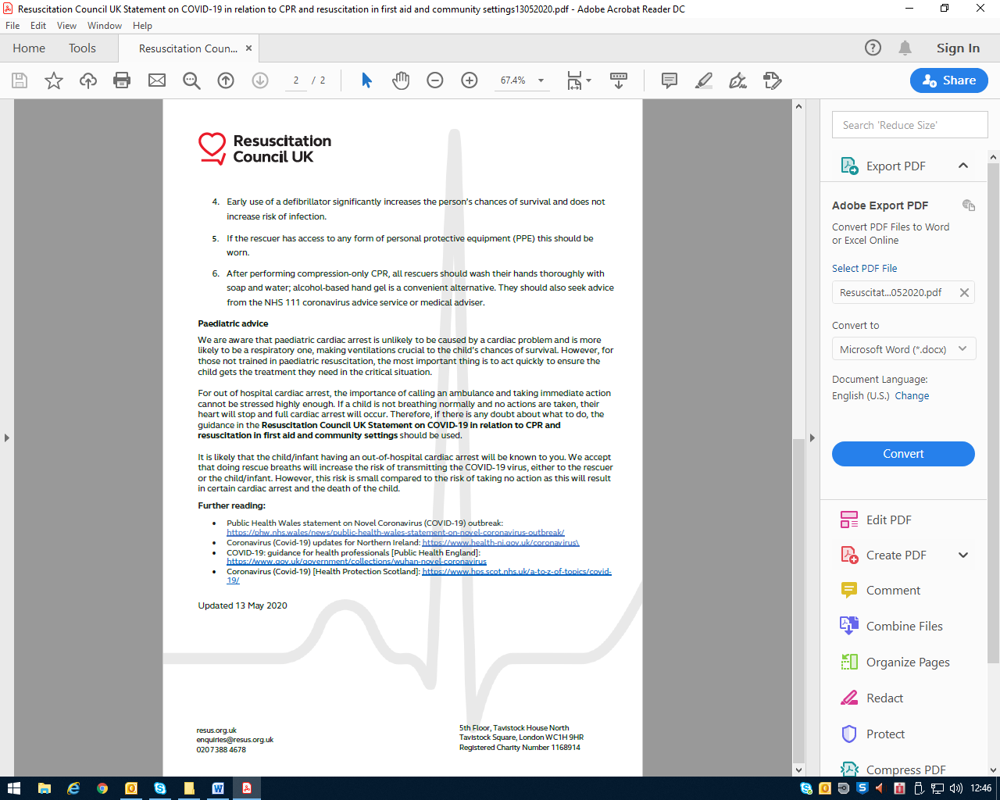 Resuscitation Council UK Statement on COVID-19 in relation to CPR and resuscitation in first aid and community settings13052020.pdf - Adobe Acrobat Reader DC
File Edit View Window Help
Home Tools Resuscitation Coun... × Sign In
2 / 2 67.4% Share
Resuscitation
Council UK
4. Early use of a defibrillator significantly increases the person's chances of survival and does not
increase risk of infection.
5. If the rescuer has access to any form of personal protective equipment (PPE) this should be
worn.
6. After performing compression-only CPR, all rescuers should wash their hands thoroughly with
soap and water; alcohol-based hand gel is a convenient alternative. They should also seek advice
from the NHS 111 coronavirus advice service or medical adviser.
Paediatric advice
We are aware that paediatric cardiac arrest is unlikely to be caused by a cardiac problem and is more
likely to be a respiratory one, making ventilations crucial to the child's chances of survival. However, for
those not trained in paediatric resuscitation, the most important thing is to act quickly to ensure the
child gets the treatment they need in the critical situation.
For out of hospital cardiac arrest, the importance of calling an ambulance and taking immediate action
cannot be stressed highly enough. If a child is not breathing normally and no actions are taken, their
heart will stop and full cardiac arrest will occur. Therefore, if there is any doubt about what to do, the
guidance in the Resuscitation Council UK Statement on COVID-19 in relation to CPR and
resuscitation in first aid and community settings should be used.
It is likely that the child/infant having an out-of-hospital cardiac arrest will be known to you. We accept
that doing rescue breaths will increase the risk of transmitting the COVID-19 virus, either to the rescuer
or the child/infant. However, this risk is small compared to the risk of taking no action as this will result
in certain cardiac arrest and the death of the child.
Further reading:
• Public Health Wales statement on Novel Coronavirus (COVID-19) outbreak:
https://phw.nhs.wales/news/public-health-wales-statement-on-novel-coronavirus-outbreak/
• Coronavirus (Covid-19) updates for Northern Ireland: https://www.health-ni.gov.uk/coronavirus\
• COVID-19: guidance for health professionals [Public Health England]:
https://www.gov.uk/government/collections/wuhan-novel-coronavirus
• Coronavirus (Covid-19) [Health Protection Scotland]: https://www.hps.scot.nhs.uk/a-to-z-of-topics/covid-
19/
Updated 13 May 2020
resus.org.uk
enquiries@resus.org.uk
020 7388 4678
5th Floor, Tavistock House North
Tavistock Square, London WC1H 9HR
Registered Charity Number 1168914
Search 'Reduce Size'
Export PDF
Adobe Export PDF
Convert PDF Files to Word
or Excel Online
Select PDF File
Resuscitat...052020.pdf
Convert to
Microsoft Word (*.docx)
Document Language:
English (U.S.) Change
Convert
Edit PDF
Create PDF
Comment
Combine Files
Organize Pages
Redact
Protect
Compress PDF
12:46